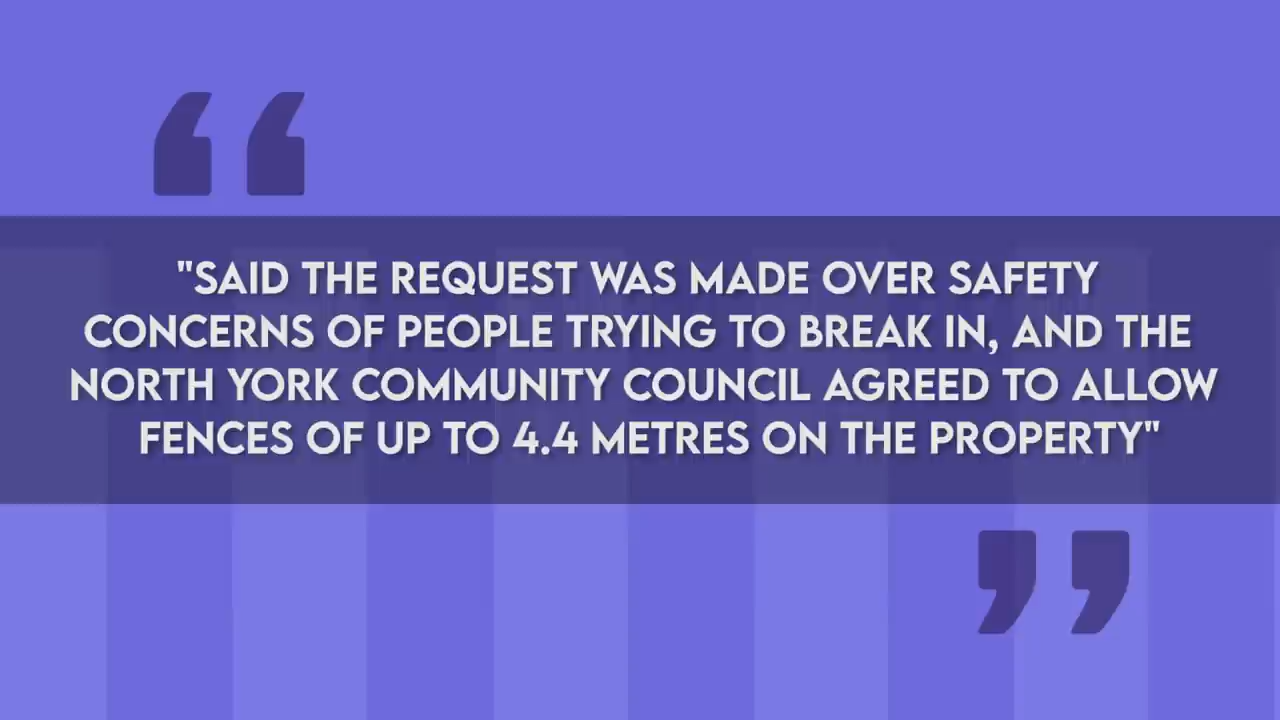 "SAID THE REQUEST WAS MADE OVER SAFETY
CONCERNS OF PEOPLE TRYING TO BREAK IN, AND THE
NORTH YORK COMMUNITY COUNCIL AGREED TO ALLOW
FENCES OF UP TO 4.4 METRES ON THE PROPERTY"